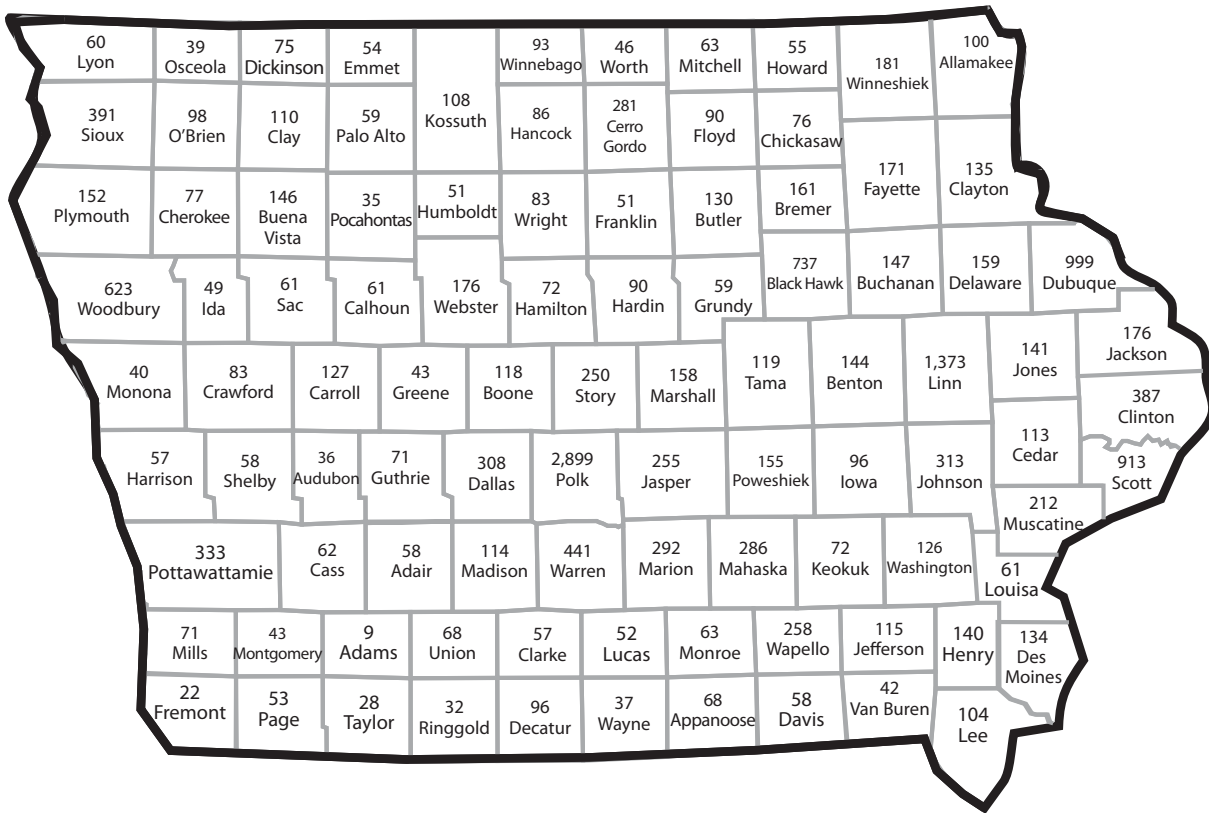 60
Lyon
39
Osceola
75
Dickinson
54
Emmet
108
Kossuth
93
Winnebago
46
Worth
63
Mitchell
55
Howard
181
Winneshiek
100
Allamakee
391
Sioux
98
O'Brien
110
Clay
59
Palo Alto
86
Hancock
281
Cerro
Gordo
90
Floyd
76
Chickasaw
171
Fayette
135
Clayton
152
Plymouth
77
Cherokee
146
Buena
Vista
35
Pocahontas
51
Humboldt
83
Wright
51
Franklin
130
Butler
161
Bremer
623
Woodbury
49
Ida
61
Sac
61
Calhoun
176
Webster
72
Hamilton
90
Hardin
59
Grundy
737
Black Hawk
147
Buchanan
159
Delaware
999
Dubuque
40
Monona
83
Crawford
127
Carroll
43
Greene
118
Boone
250
Story
158
Marshall
119
Tama
144
Benton
1,373
Linn
141
Jones
176
Jackson
387
Clinton
57
Harrison
58
Shelby
36
Audubon
71
Guthrie
308
Dallas
2,899
Polk
255
Jasper
155
Poweshiek
96
Iowa
313
Johnson
113
Cedar
913
Scott
212
Muscatine
333
Pottawattamie
62
Cass
58
Adair
114
Madison
441
Warren
292
Marion
286
Mahaska
72
Keokuk
126
Washington
61
Louisa
71
Mills
43
Montgomery
9
Adams
68
Union
57
Clarke
52
Lucas
63
Monroe
258
Wapello
115
Jefferson
140
Henry
134
Des
Moines
22
Fremont
53
Page
28
Taylor
32
Ringgold
96
Decatur
37
Wayne
68
Appanoose
58
Davis
42
Van Buren
104
Lee